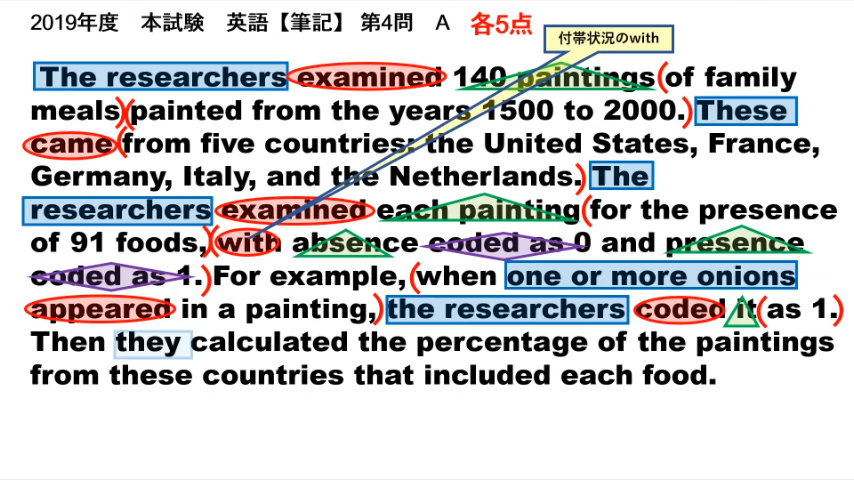 2019年度　本試験　英語【筆記】 第4問　A　各5点
付帯状況のwith
The researchers examined 140 paintings (of family
meals)(painted from the years 1500 to 2000.) These
came (from five countries: the United States, France,
Germany, Italy, and the Netherlands.) The
researchers examined each painting (for the presence
of 91 foods,)(with absence coded as 0 and presence
coded as 1.) For example, (when one or more onions
appeared in a painting,) the researchers coded it (as 1.)
Then they calculated the percentage of the paintings
from these countries that included each food.